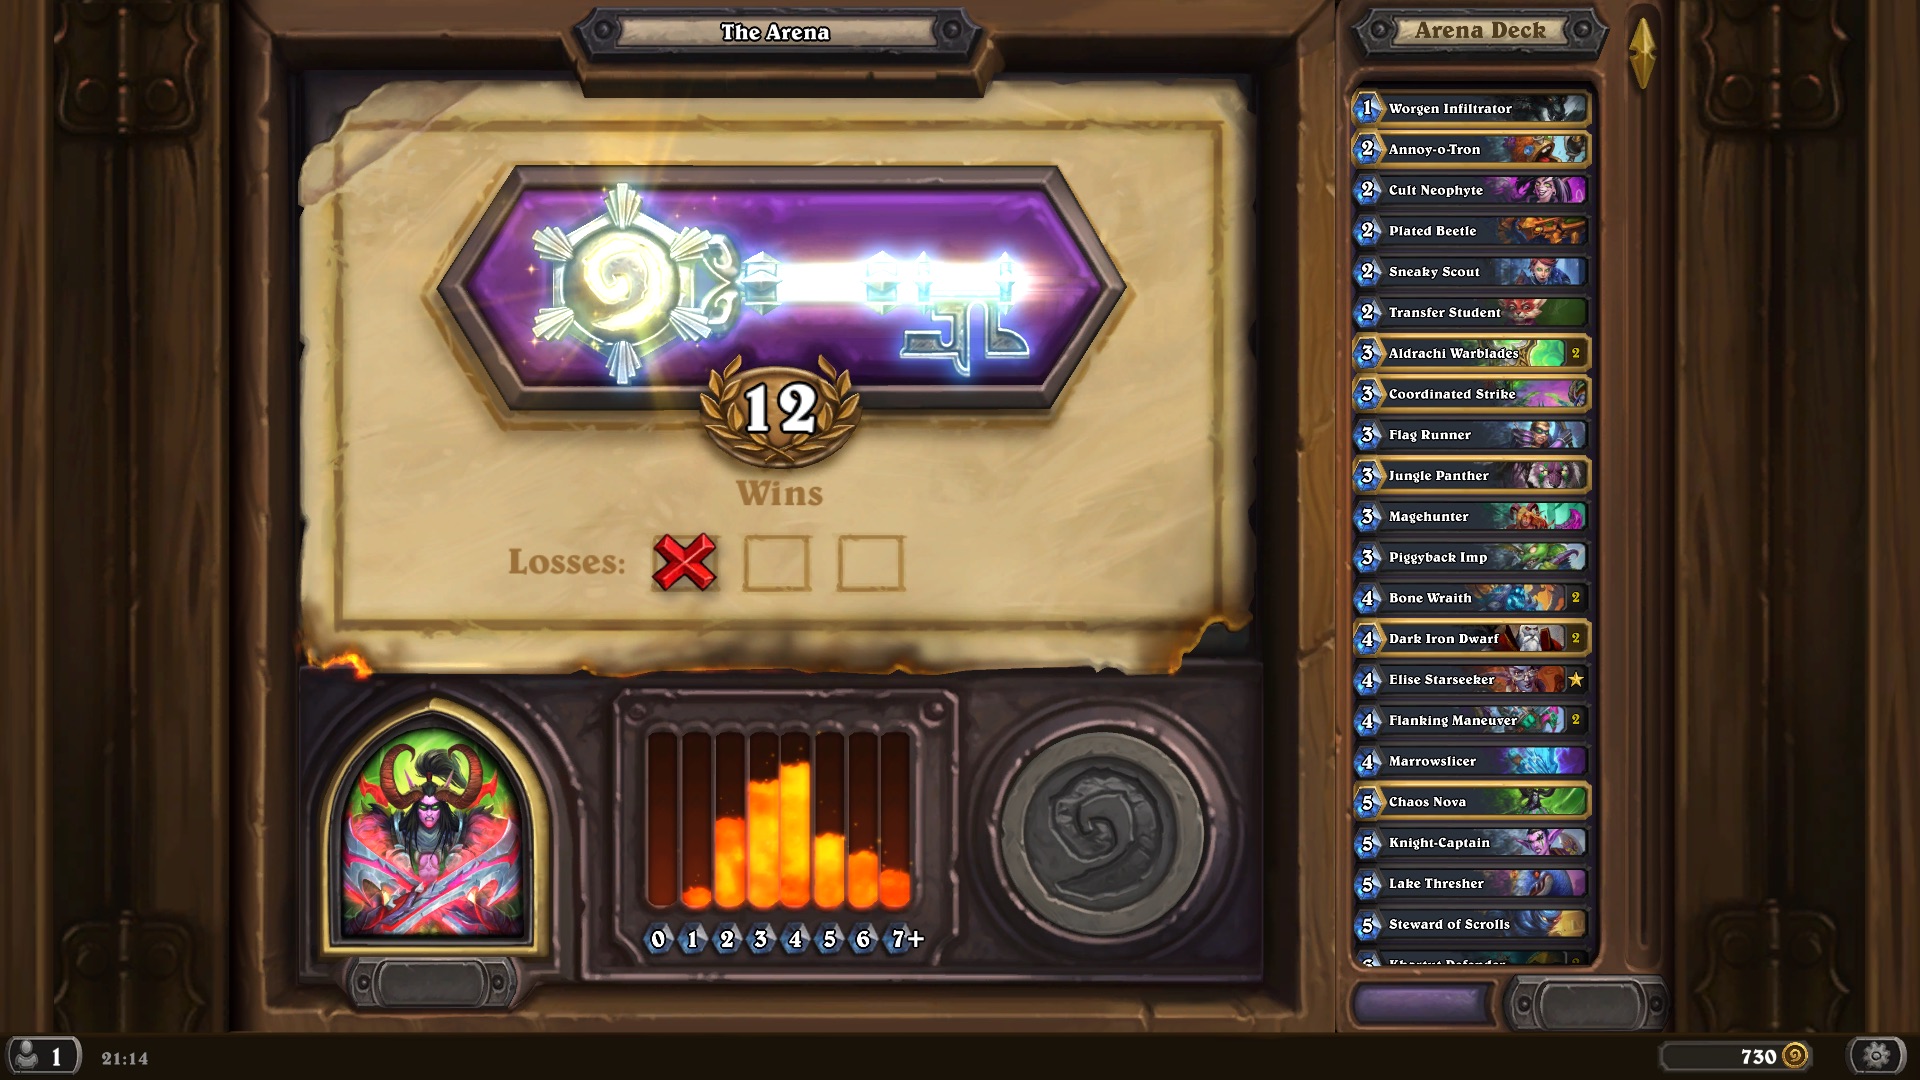 The Arena
12
Wins
Losses:
0 1 2 3 4 5 6 7+
Arena Deck
1 Worgen Infiltrator
2 Annoy-o-Tron
2 Cult Neophyte
2 Plated Beetle
2 Sneaky Scout
2 Transfer Student
3 Aldrachi Warblades 2
3 Coordinated Strike
3 Flag Runner
3 Jungle Panther
3 Magehunter
3 Piggyback Imp
4 Bone Wraith 2
4 Dark Iron Dwarf 2
4 Elise Starseeker
4 Flanking Maneuver 2
4 Marrowslicer
5 Chaos Nova
5 Knight-Captain
5 Lake Thresher
5 Steward of Scrolls
1
21:14
730